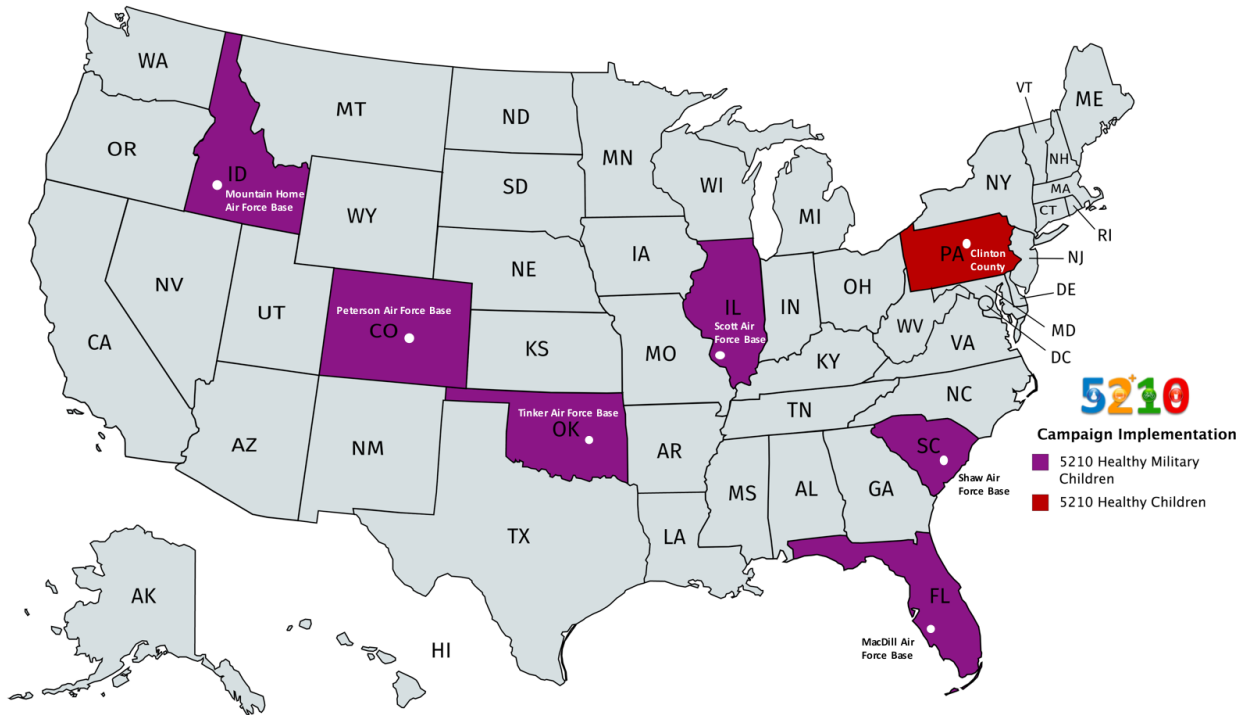 WA
MT
ND
MN
OR
ID
Mountain Home
Air Force Base
SD
WI
MI
WY
IA
NE
NV
UT
CA
Peterson Air Force Base
CO
KS
MO
IL
Scott Air
Force Base
IN
OH
KY
WV
VA
PA
Clinton
County
NY
VT
NH
ME
MA
CT
RI
NJ
DE
MD
DC
NC
TN
SC
Shaw Air
Force Base
AZ
NM
Tinker Air Force Base
OK
AR
TX
LA
MS
AL
GA
FL
MacDill Air
Force Base
AK
HI
5210
Campaign Implementation
5210 Healthy Military
Children
5210 Healthy Children